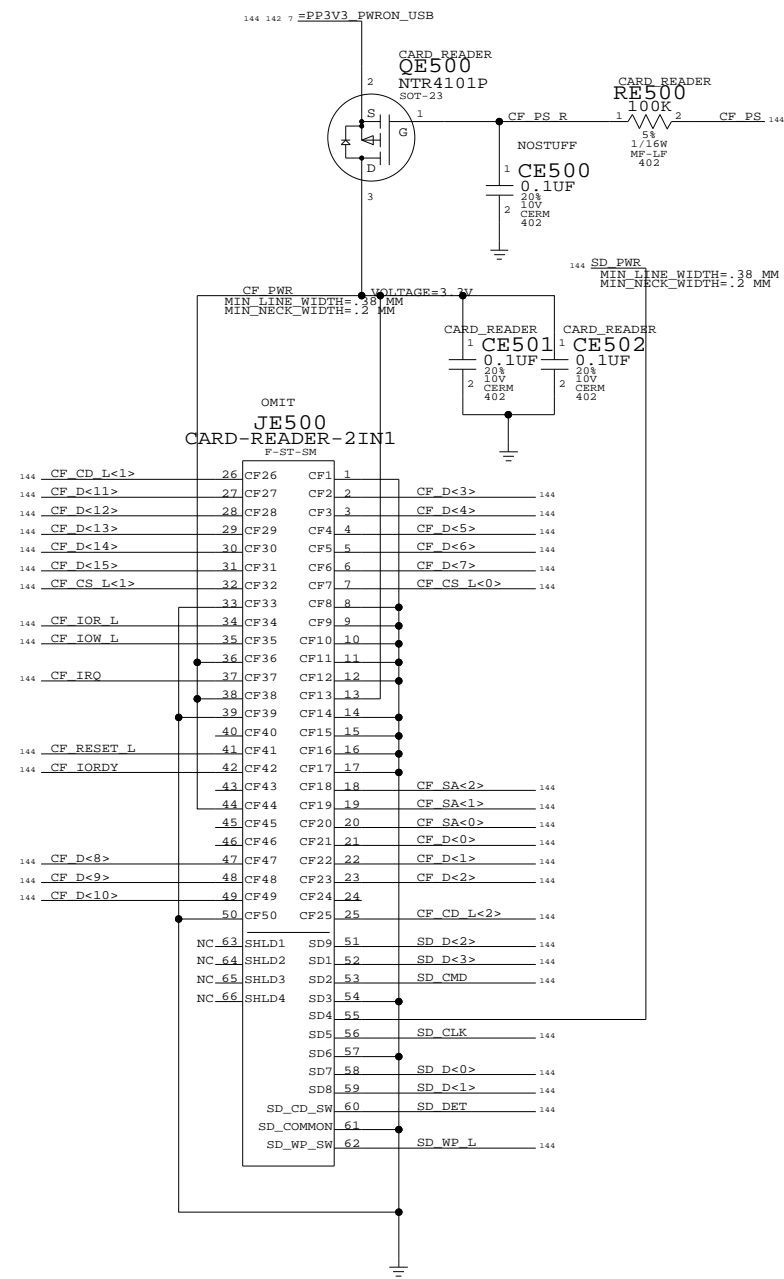 144 142 7 =PP3V3_PWRON_USB
CARD_READER
QE500
NTR4101P
SOT-23
2
S
G
D
1
3
CF_PS_R
CARD_READER
RE500
100K
1
2
5%
1/16W
MF-LF
402
CF_PS 144
NOSTUFF
CE500
1
0.1UF
20%
10V
2
CERM
402
144 SD_PWR
MIN_LINE_WIDTH=.38 MM
MIN_NECK_WIDTH=.2 MM
CF_PWR
VOLTAGE=3.3V
MIN_LINE_WIDTH=.38 MM
MIN_NECK_WIDTH=.2 MM
CARD_READER
1 CE501
0.1UF
20%
10V
2 CERM
402
CARD_READER
1 CE502
0.1UF
20%
10V
2 CERM
402
OMIT
JE500
CARD-READER-2IN1
F-ST-SM
144 CF_CD_L<1> 26 CF26 CF1 1
144 CF_D<11> 27 CF27 CF2 2 CF_D<3> 144
144 CF_D<12> 28 CF28 CF3 3 CF_D<4> 144
144 CF_D<13> 29 CF29 CF4 4 CF_D<5> 144
144 CF_D<14> 30 CF30 CF5 5 CF_D<6> 144
144 CF_D<15> 31 CF31 CF6 6 CF_D<7> 144
144 CF_CS_L<1> 32 CF32 CF7 7 CF_CS_L<0> 144
33 CF33 CF8 8
144 CF_IOR_L 34 CF34 CF9 9
144 CF_IOW_L 35 CF35 CF10 10
36 CF36 CF11 11
144 CF_IRQ 37 CF37 CF12 12
38 CF38 CF13 13
39 CF39 CF14 14
40 CF40 CF15 15
144 CF_RESET_L 41 CF41 CF16 16
144 CF_IORDY 42 CF42 CF17 17
43 CF43 CF18 18 CF_SA<2> 144
44 CF44 CF19 19 CF_SA<1> 144
45 CF45 CF20 20 CF_SA<0> 144
46 CF46 CF21 21 CF_D<0> 144
144 CF_D<8> 47 CF47 CF22 22 CF_D<1> 144
144 CF_D<9> 48 CF48 CF23 23 CF_D<2> 144
144 CF_D<10> 49 CF49 CF24 24
50 CF50 CF25 25 CF_CD_L<2> 144
NC 63 SHLD1 SD9 51 SD_D<2> 144
NC 64 SHLD2 SD1 52 SD_D<3> 144
NC 65 SHLD3 SD2 53 SD_CMD 144
NC 66 SHLD4 SD3 54
SD4 55
SD5 56 SD_CLK 144
SD6 57
SD7 58 SD_D<0> 144
SD8 59 SD_D<1> 144
SD_CD_SW 60 SD_DET 144
SD_COMMON 61
SD_WP_SW 62 SD_WP_L 144